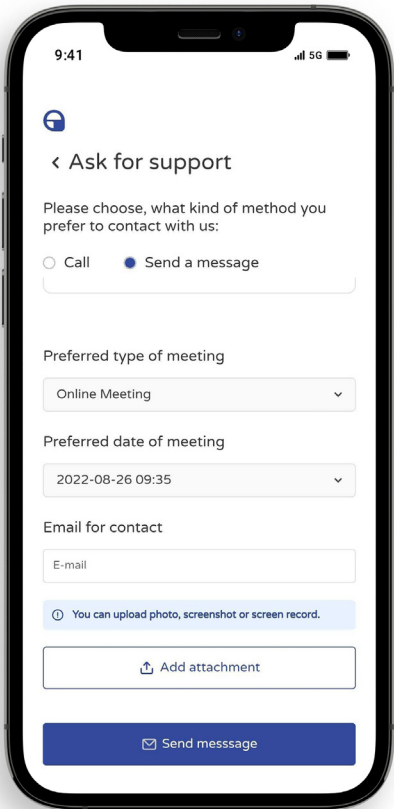 9:41
5G
Ask for support
Please choose, what kind of method you
prefer to contact with us:
Call
Send a message
Preferred type of meeting
Online Meeting
Preferred date of meeting
2022-08-26 09:35
Email for contact
E-mail
You can upload photo, screenshot or screen record.
Add attachment
Send messsage